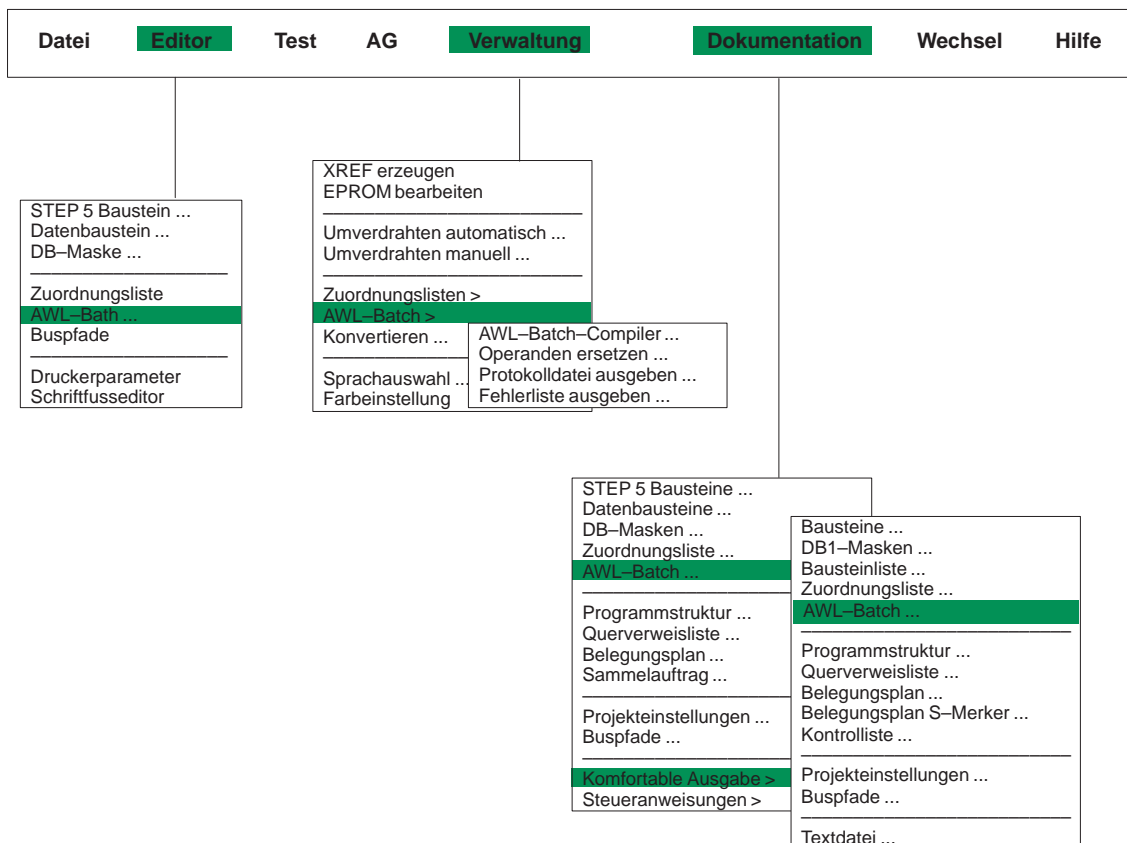 Datei Editor Test AG Verwaltung Dokumentation Wechsel Hilfe
STEP 5 Baustein ...
Datenbaustein ...
DB–Maske ...
Zuordnungsliste
AWL–Bath ...
Buspfade
Druckerparameter
Schriftfusseditor
XREF erzeugen
EPROM bearbeiten
Umverdrahten automatisch ...
Umverdrahten manuell ...
Zuordnungslisten >
AWL–Batch >
Konvertieren ...
Sprachauswahl ...
Farbeinstellung
AWL–Batch–Compiler ...
Operanden ersetzen ...
Protokolldatei ausgeben ...
Fehlerliste ausgeben ...
STEP 5 Bausteine ...
Datenbausteine ...
DB–Masken ...
Zuordnungsliste ...
AWL–Batch ...
Programmstruktur ...
Querverweisliste ...
Belegungsplan ...
Sammelauftrag ...
Projekteinstellungen ...
Buspfade ...
Komfortable Ausgabe >
Steueranweisungen >
Bausteine ...
DB1–Masken ...
Bausteinliste ...
Zuordnungsliste ...
AWL–Batch ...
Programmstruktur ...
Querverweisliste ...
Belegungsplan ...
Belegungsplan S–Merker ...
Kontrolliste ...
Projekteinstellungen ...
Buspfade ...
Textdatei ...